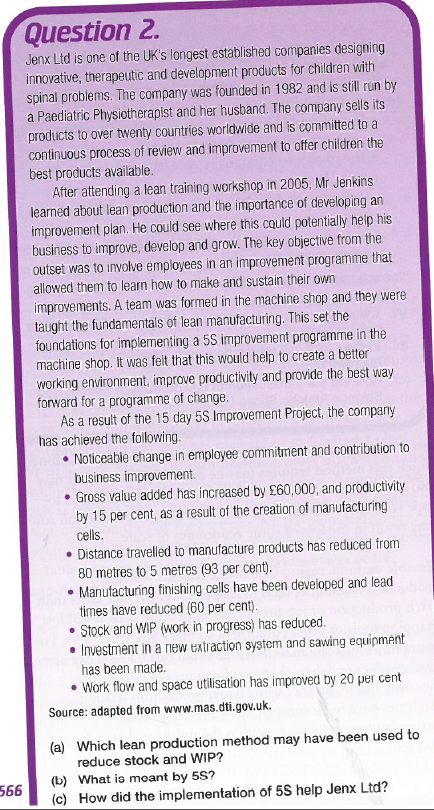 Question 2.
Jenx Ltd is one of the UK's longest established companies designing
innovative, therapeutic and development products for children with
spinal problems. The company was founded in 1982 and is still run by
a Paediatric Physiotherapist and her husband. The company sells its
products to over twenty countries worldwide and is committed to a
continuous process of review and improvement to offer children the
best products available.
After attending a lean training workshop in 2005, Mr Jenkins
learned about lean production and the importance of developing an
improvement plan. He could see where this could potentially help his
business to improve, develop and grow. The key objective from the
outset was to involve employees in an improvement programme that
allowed them to learn how to make and sustain their own
improvements. A team was formed in the machine shop and they were
taught the fundamentals of lean manufacturing. This set the
foundations for implementing a 5S improvement programme in the
machine shop. It was felt that this would help to create a better
working environment, improve productivity and provide the best way
forward for a programme of change.
As a result of the 15 day 5S Improvement Project, the company
has achieved the following.
• Noticeable change in employee commitment and contribution to
business improvement.
• Gross value added has increased by £60,000, and productivity
by 15 per cent, as a result of the creation of manufacturing
cells.
• Distance travelled to manufacture products has reduced from
80 metres to 5 metres (93 per cent).
• Manufacturing finishing cells have been developed and lead
times have reduced (60 per cent).
• Stock and WIP (work in progress) has reduced.
• Investment in a new extraction system and sawing equipment
has been made.
• Work flow and space utilisation has improved by 20 per cent
Source: adapted from www.mas.dti.gov.uk.
(a) Which lean production method may have been used to
reduce stock and WIP?
(b) What is meant by 5S?
(c) How did the implementation of 5S help Jenx Ltd?
566